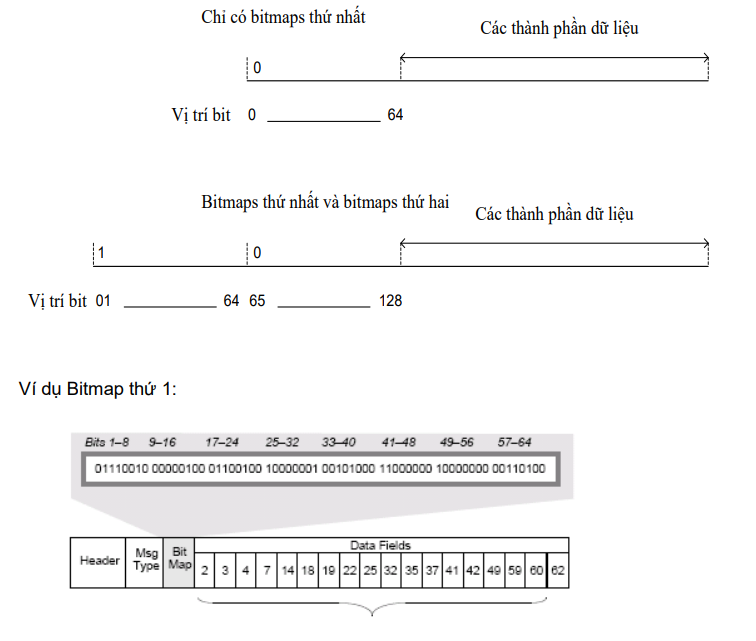 Chỉ có bitmaps thứ nhất
Các thành phần dữ liệu
0
Vị trí bit 0 ____________ 64
Bitmaps thứ nhất và bitmaps thứ hai
Các thành phần dữ liệu
1 0
Vị trí bit 01 __________ 64 65 __________ 128
Ví dụ Bitmap thứ 1:
Bits 1–8 9–16 17–24 25–32 33–40 41–48 49–56 57–64
01110010 00000100 01100100 10000001 00101000 11000000 10000000 00110100
Header Msg Type Bit Map Data Fields
2 3 4 7 14 18 19 22 25 32 35 37 41 42 49 59 60 62